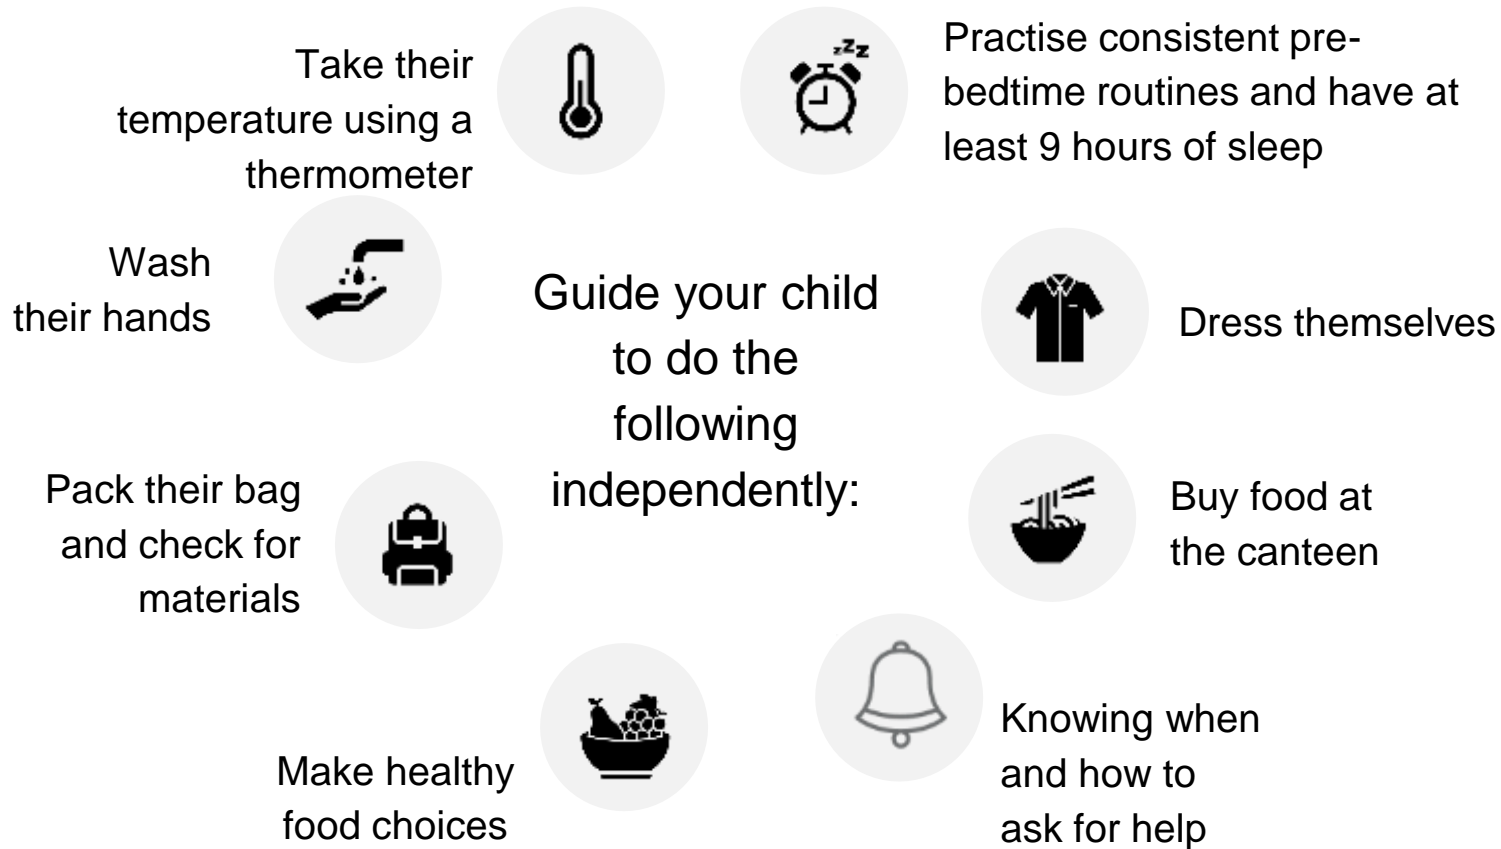 Take their
temperature using a
thermometer
Practise consistent pre-
bedtime routines and have at
least 9 hours of sleep
Wash
their hands
Guide your child
to do the
following
independently:
Dress themselves
Pack their bag
and check for
materials
Buy food at
the canteen
Make healthy
food choices
Knowing when
and how to
ask for help
zzz